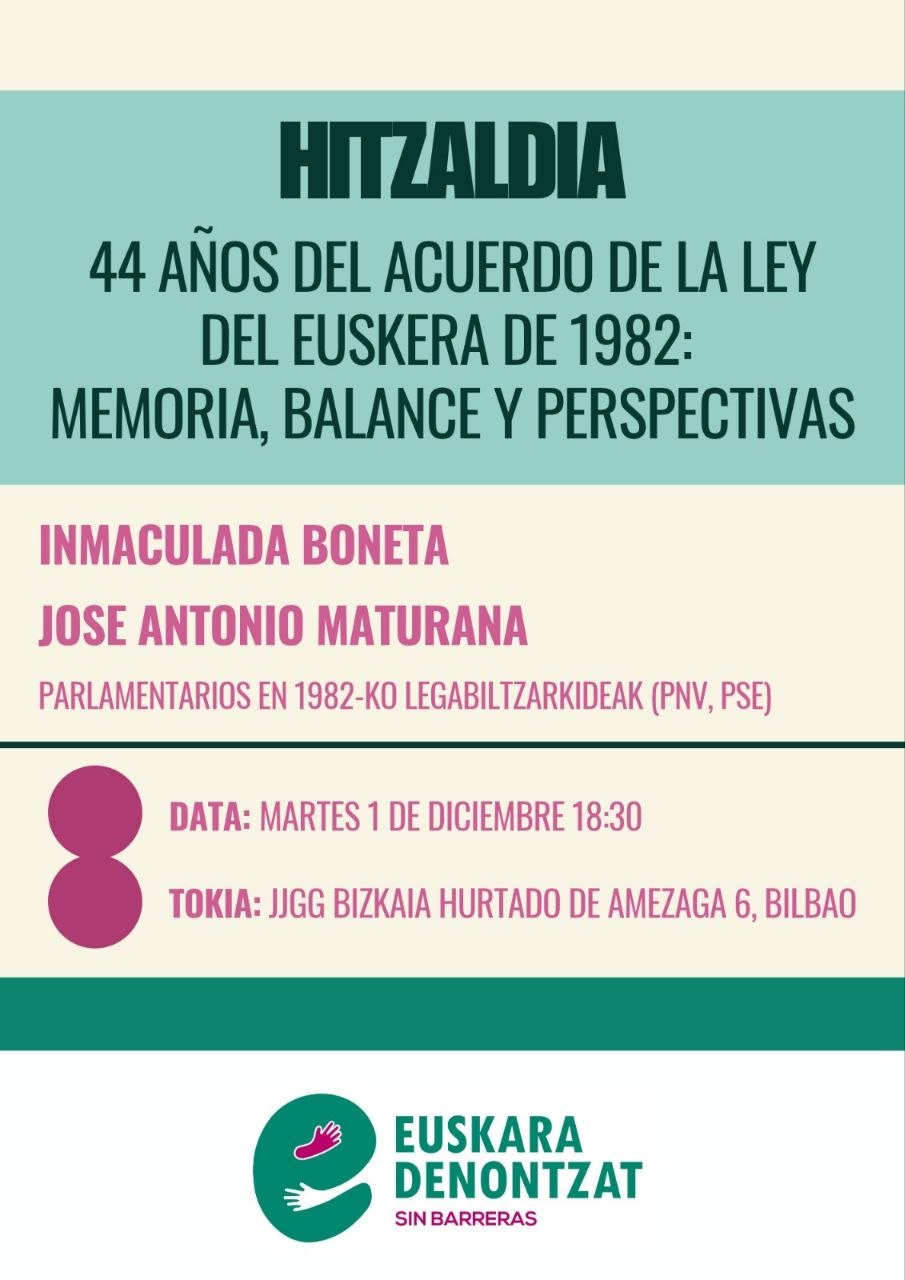 HITZALDIA
44 AÑOS DEL ACUERDO DE LA LEY
DEL EUSKERA DE 1982:
MEMORIA, BALANCE Y PERSPECTIVAS
INMACULADA BONETA
JOSE ANTONIO MATURANA
PARLAMENTARIOS EN 1982-KO LEGABILTZARKIDEAK (PNV, PSE)
DATA: MARTES 1 DE DICIEMBRE 18:30
TOKIA: JJGG BIZKAIA HURTADO DE AMEZAGA 6, BILBAO
EUSKARA
DENONTZAT
SIN BARRERAS